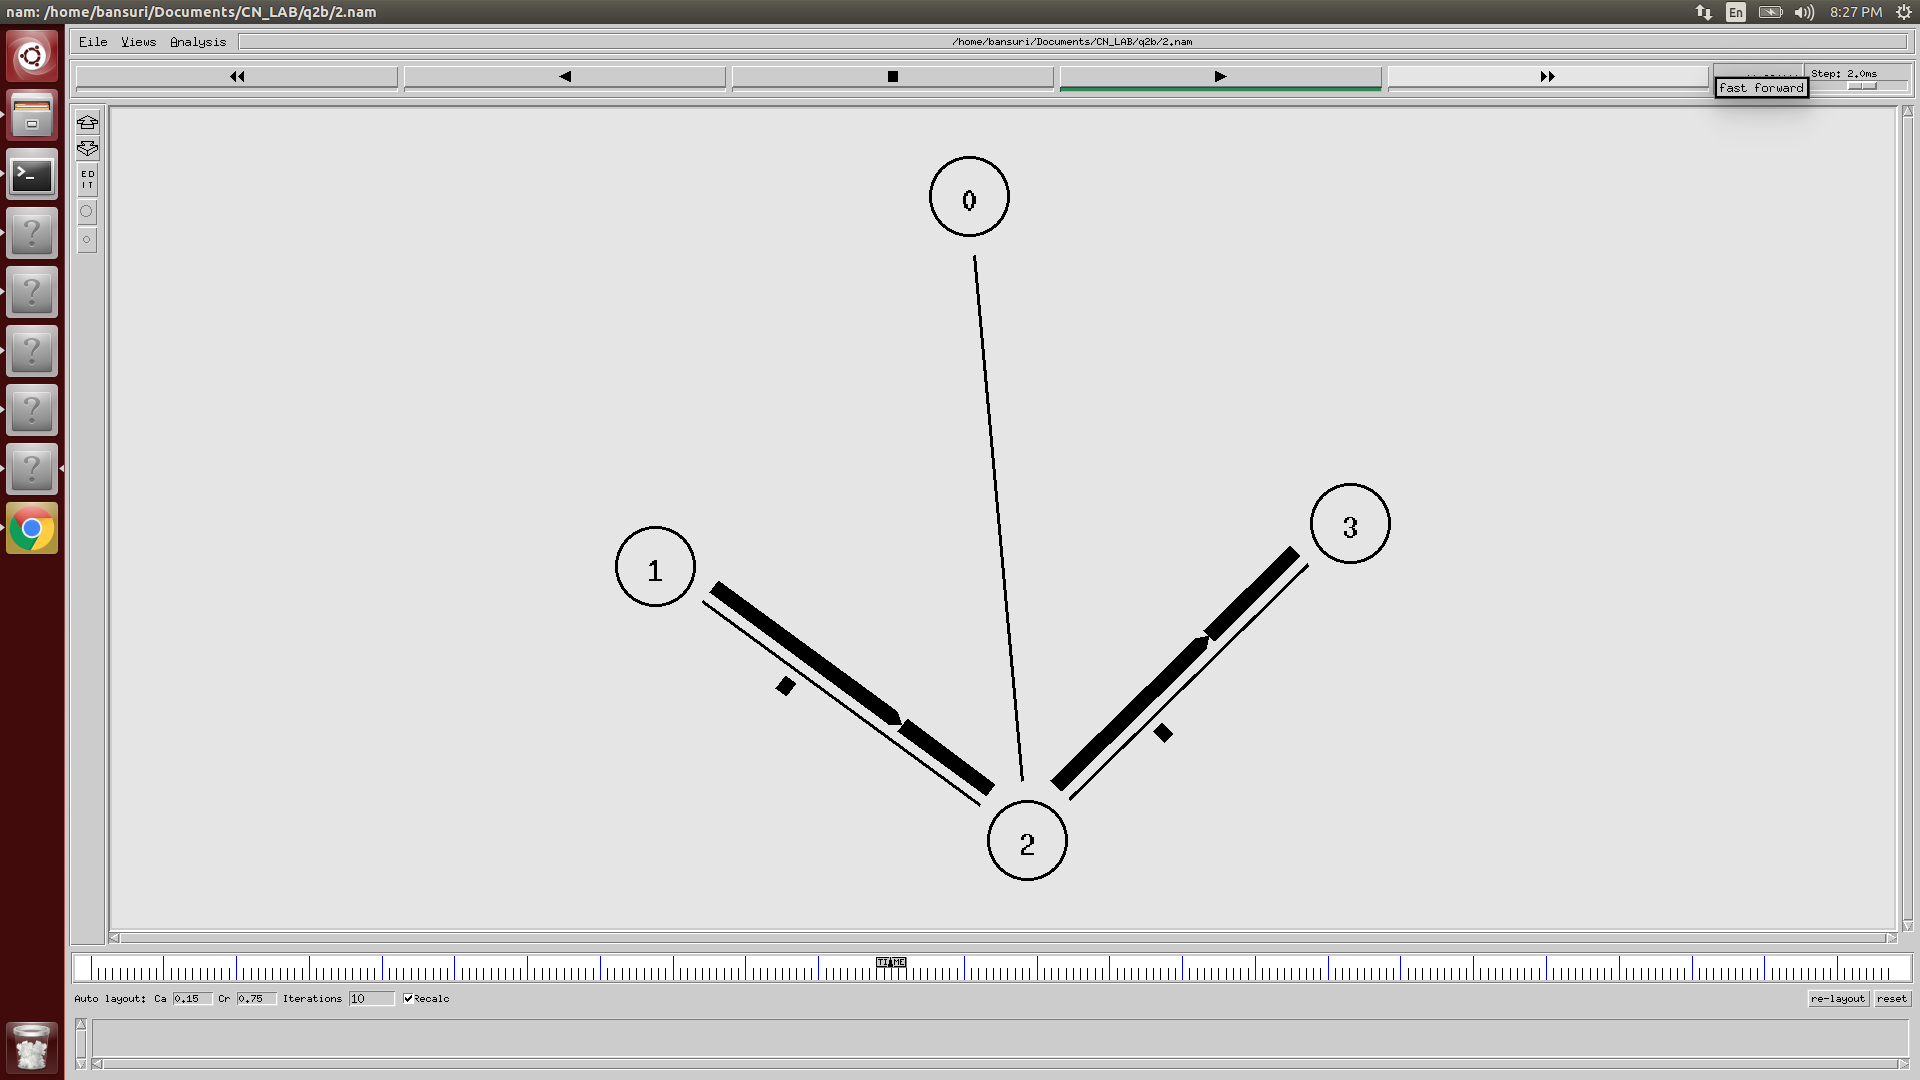 nam: /home/bansuri/Documents/CN_LAB/q2b/2.nam
En
8:27 PM
File Views Analysis
/home/bansuri/Documents/CN_LAB/q2b/2.nam
Step: 2.0ms
fast forward
ED
IT
0
3
1
2
TIME
Auto layout: Ca 0.15 Cr 0.75 Iterations 10 Recalc
re-layout reset